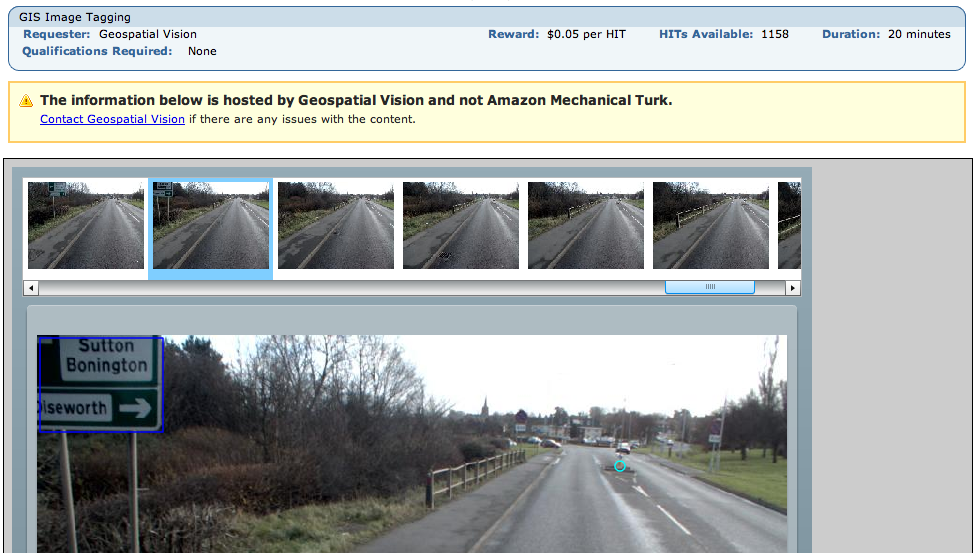 GIS Image Tagging
Requester: Geospatial Vision Reward: $0.05 per HIT HITs Available: 1158 Duration: 20 minutes
Qualifications Required: None
The information below is hosted by Geospatial Vision and not Amazon Mechanical Turk.
Contact Geospatial Vision if there are any issues with the content.
Sutton
Bonington
Diseworth